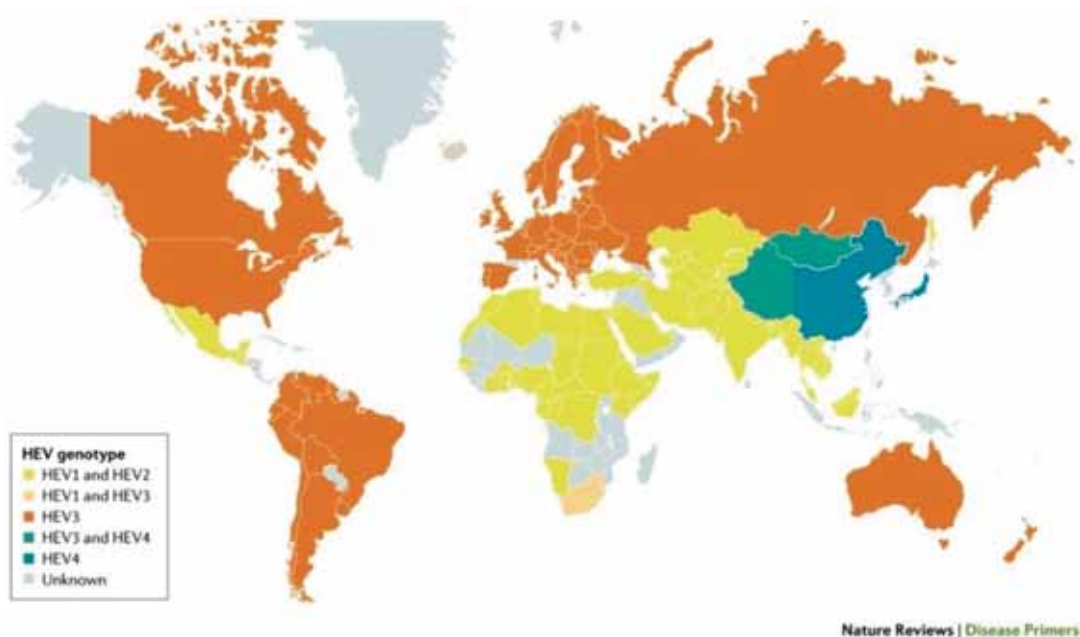 HEV genotype
HEV1 and HEV2
HEV1 and HEV3
HEV3
HEV3 and HEV4
HEV4
Unknown
Nature Reviews | Disease Primers